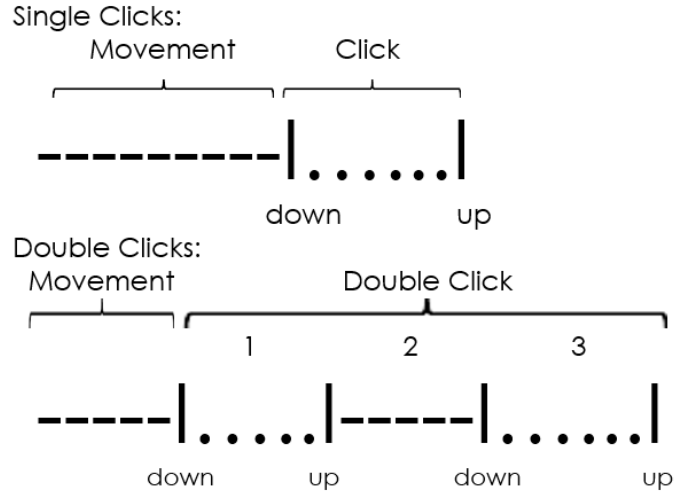 Single Clicks:
Movement Click
down up
Double Clicks:
Movement Double Click
1 2 3
down up down up